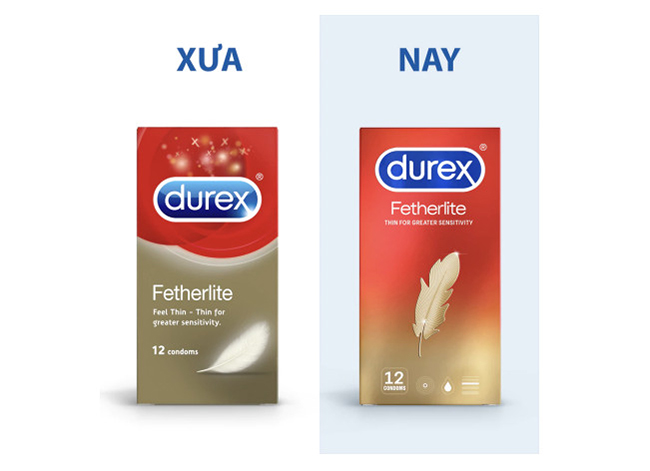 XƯA
durex®
Fetherlite
Feel Thin - Thin for
greater sensitivity.
12 condoms
NAY
durex®
Fetherlite
THIN FOR GREATER SENSITIVITY
12
CONDOMS